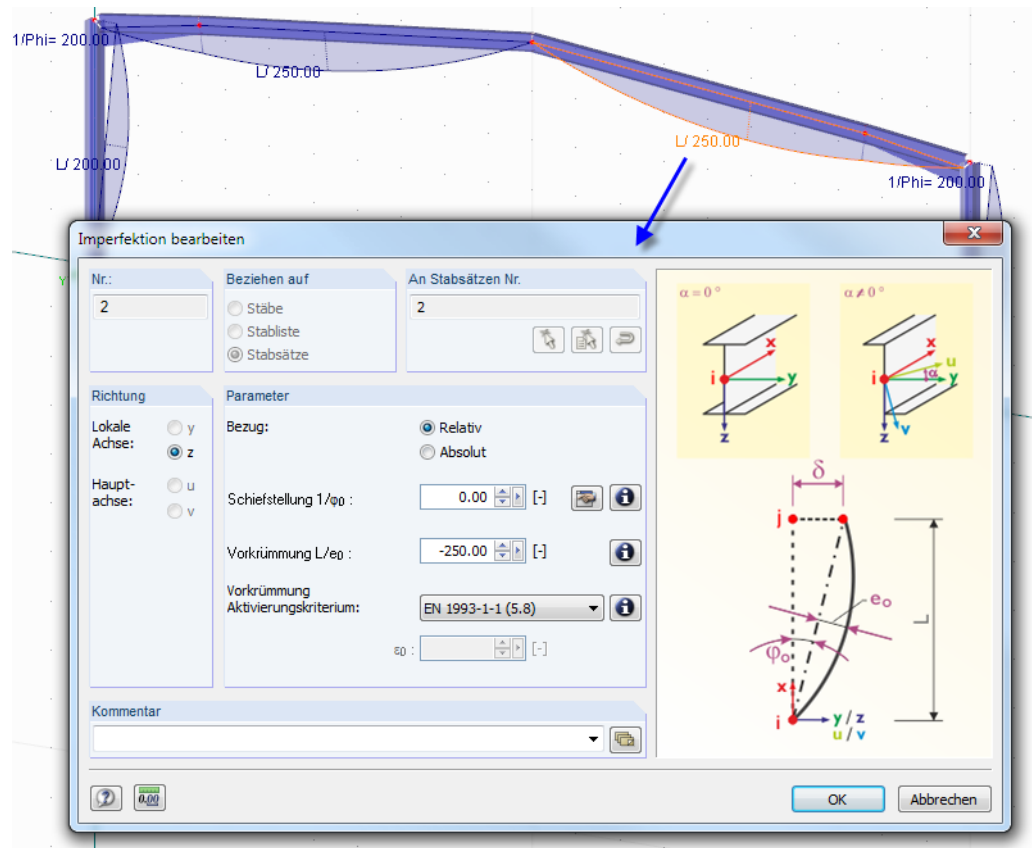 1/Phi= 200.00
L/ 250.00
L/ 250.00
L/ 200.00
1/Phi= 200.00
Y
Imperfektion bearbeiten
x
Nr.:
2
Beziehen auf
Stäbe
Stabliste
Stabsätze
An Stabsätzen Nr.
2
Richtung
Lokale Achse:
y
z
Haupt-
achse:
u
v
Parameter
Bezug:
Relativ
Absolut
Schiefstellung 1/φ0 :
0.00
[-]
Vorkrümmung L/e0 :
-250.00
[-]
Vorkrümmung
Aktivierungskriterium:
EN 1993-1-1 (5.8)
ε0 :
[-]
Kommentar
α = 0 °
α ≠ 0 °
x
i
y
z
x
u
i
α
y
z
v
δ
j
e0
L
φ0
x
i
y / z
u / v
0.00
OK
Abbrechen